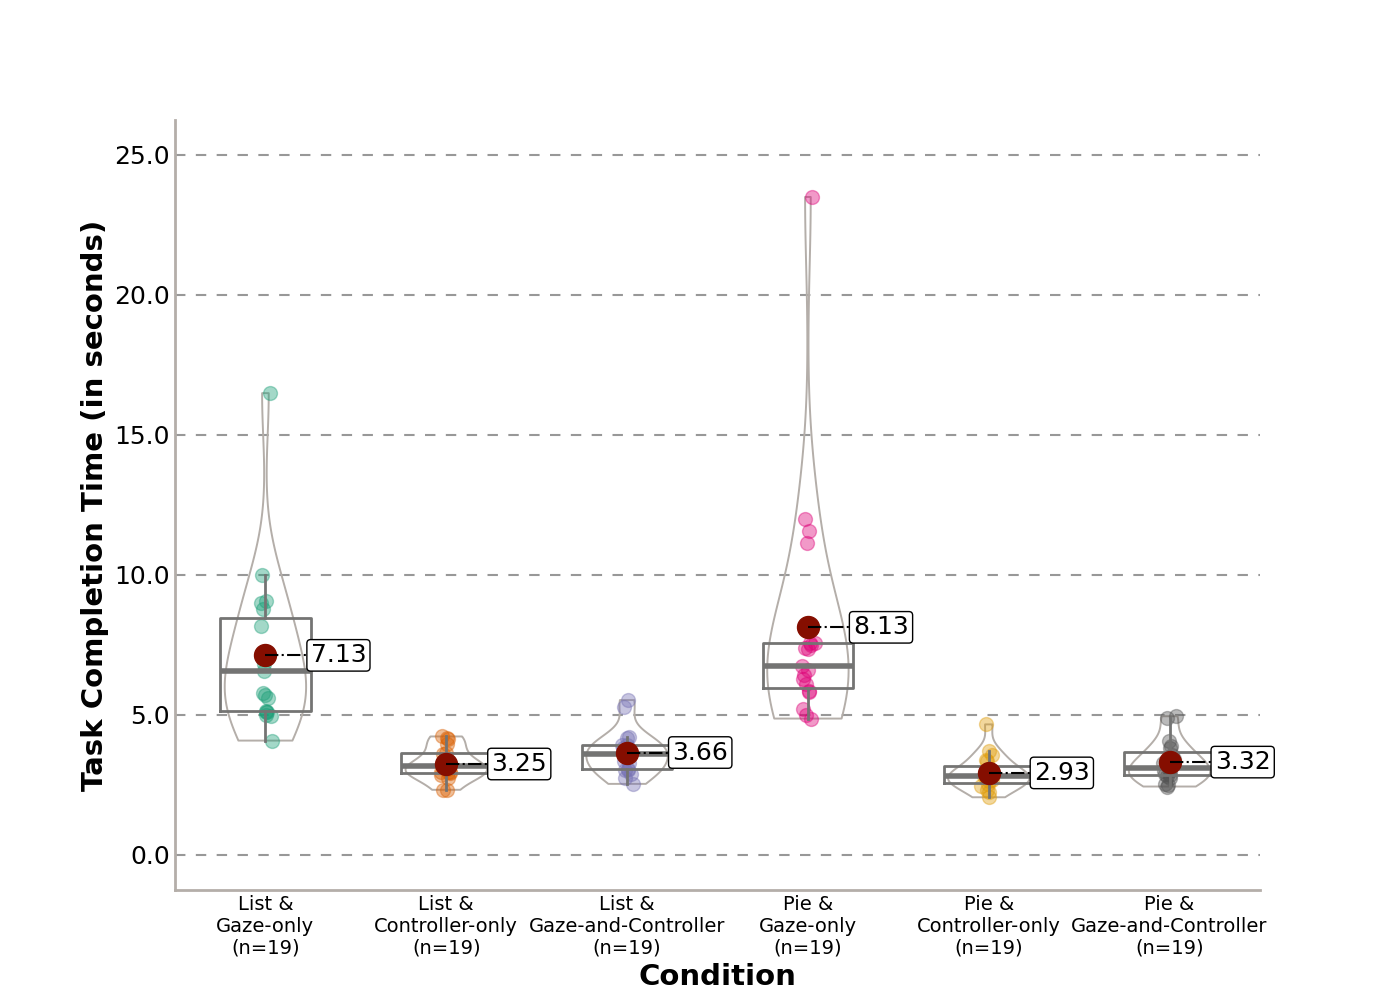 Task Completion Time (in seconds)
25.0
20.0
15.0
10.0
5.0
0.0
7.13
3.25
3.66
8.13
2.93
3.32
List &
Gaze-only
(n=19)
List &
Controller-only
(n=19)
List &
Gaze-and-Controller
(n=19)
Pie &
Gaze-only
(n=19)
Pie &
Controller-only
(n=19)
Pie &
Gaze-and-Controller
(n=19)
Condition